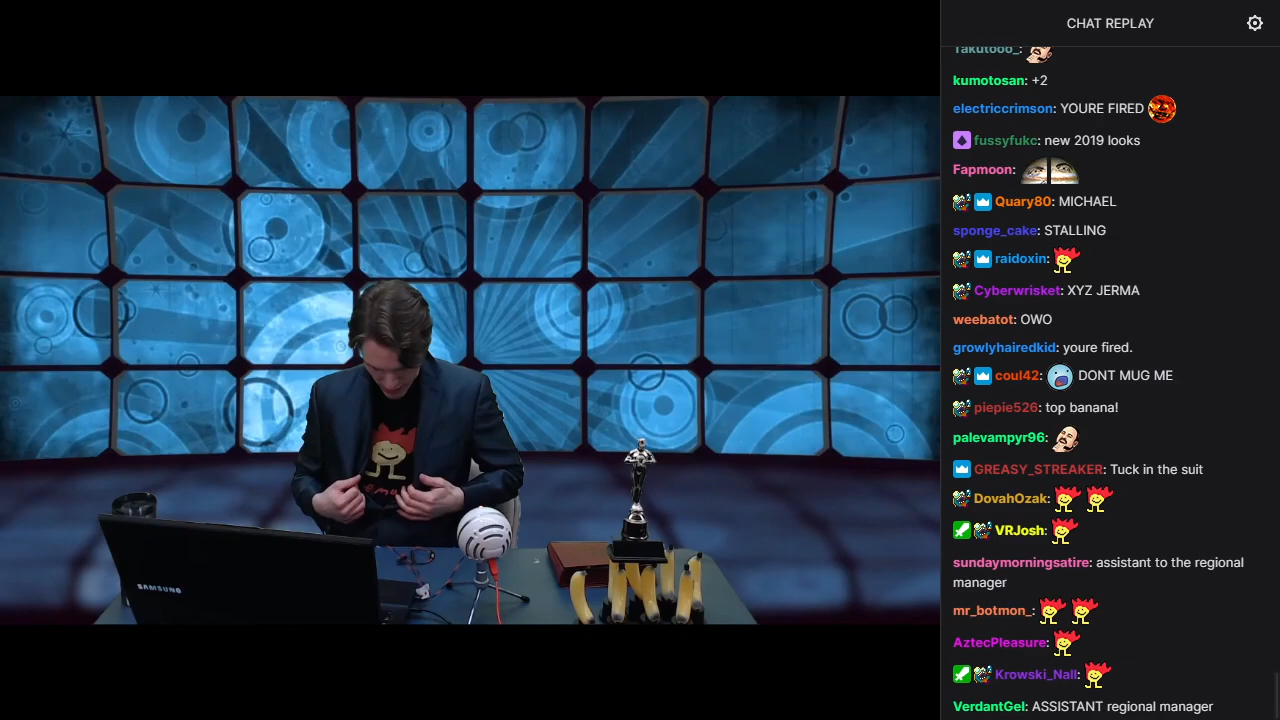 CHAT REPLAY
Takutooo_:
kumotosan: +2
electriccrimson: YOURE FIRED
fussyfukc: new 2019 looks
Fapmoon:
Quary80: MICHAEL
sponge_cake: STALLING
raidoxin:
Cyberwrisket: XYZ JERMA
weebatot: OWO
growlyhairedkid: youre fired.
coul42: DONT MUG ME
piepie526: top banana!
palevampyr96:
GREASY_STREAKER: Tuck in the suit
DovahOzak:
VRJosh:
sundaymorningsatire: assistant to the regional
manager
mr_botmon_:
AztecPleasure:
Krowski_Nall:
VerdantGel: ASSISTANT regional manager
SAMSUNG